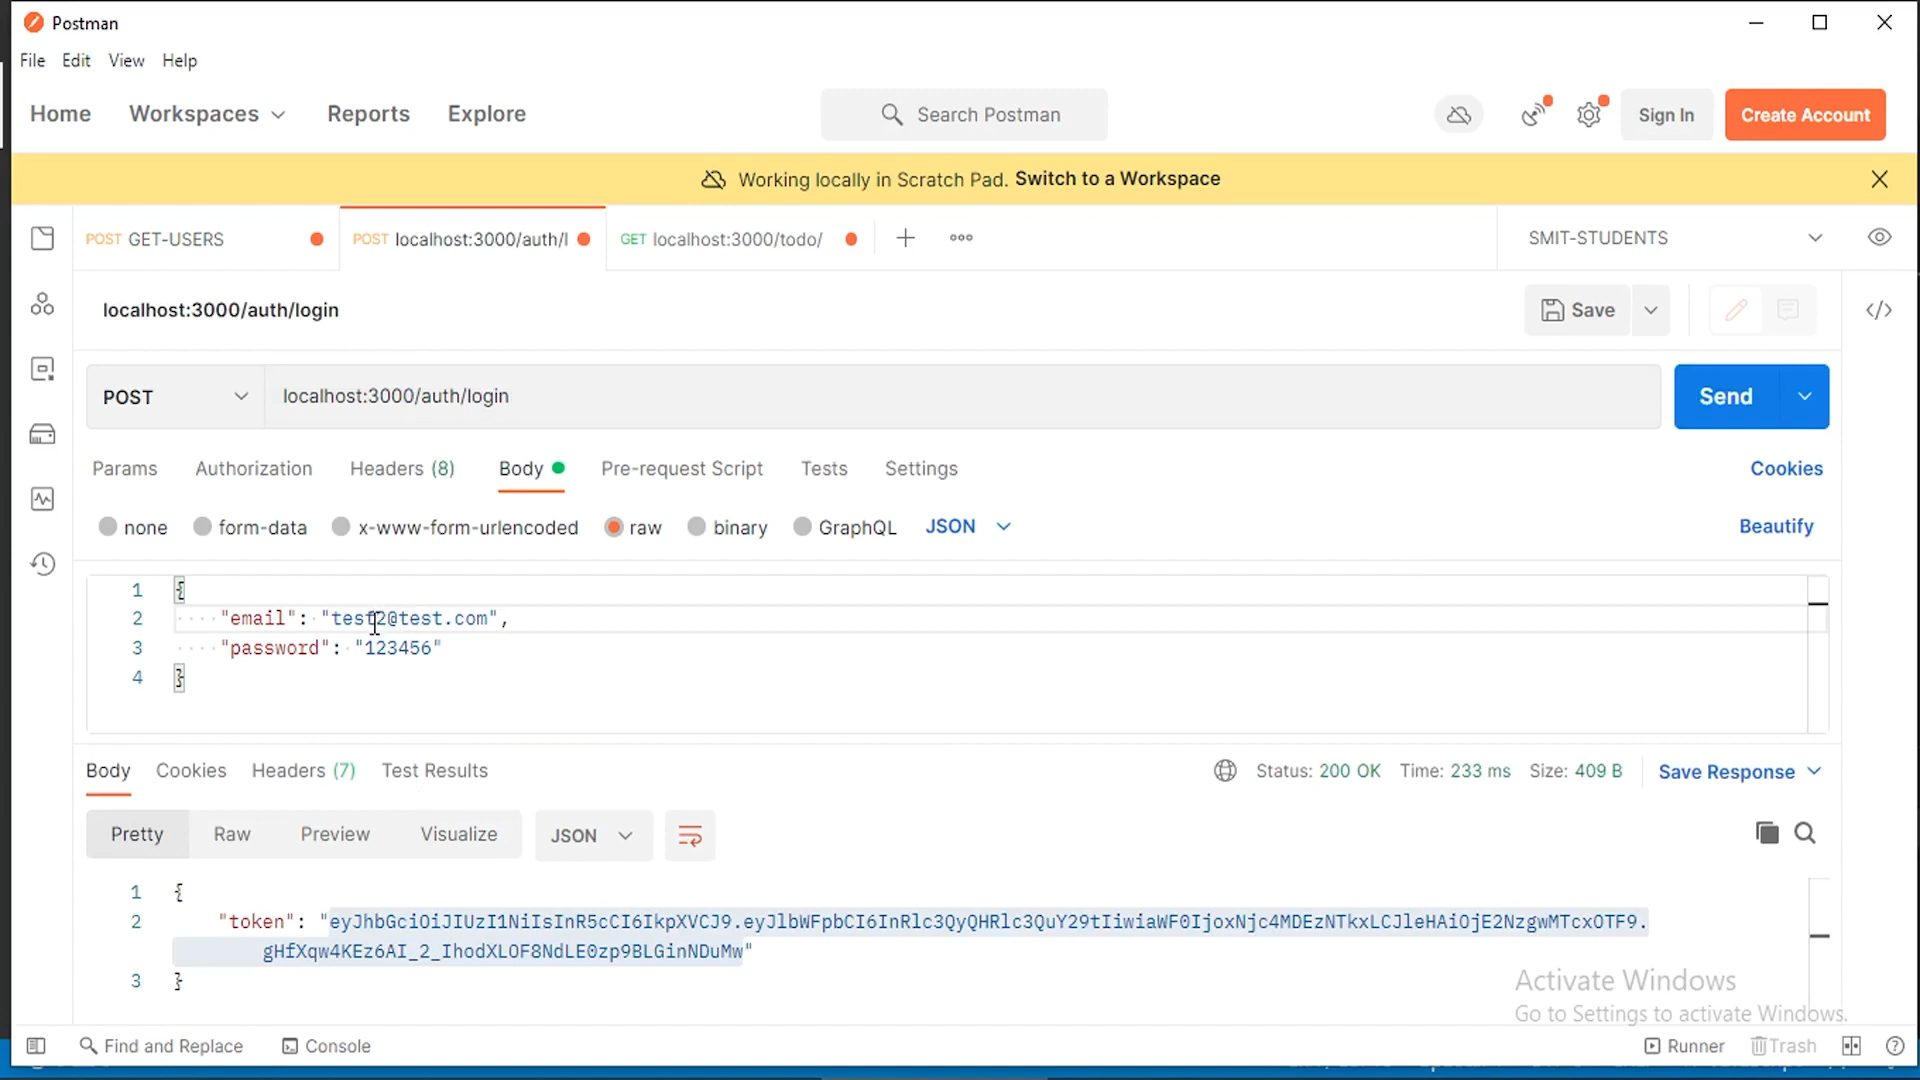 Postman
File Edit View Help
Home Workspaces Reports Explore Search Postman Sign In Create Account
Working locally in Scratch Pad. Switch to a Workspace
POST GET-USERS POST localhost:3000/auth/l GET localhost:3000/todo/ SMIT-STUDENTS
localhost:3000/auth/login Save
POST localhost:3000/auth/login Send
Params Authorization Headers (8) Body Pre-request Script Tests Settings Cookies
none form-data x-www-form-urlencoded raw binary GraphQL JSON Beautify
1 {
2 "email": "test2@test.com",
3 "password": "123456"
4 }
Body Cookies Headers (7) Test Results Status: 200 OK Time: 233 ms Size: 409 B Save Response
Pretty Raw Preview Visualize JSON
1 {
2 "token": "eyJhbGciOiJIUzI1NiIsInR5cCI6IkpXVCJ9.eyJlbWFpbCI6InRlc3QyQHRlc3QuY29tIiwiaWF0IjoxNjc4MDEzNTkxLCJleHAiOjE2NzgwMTcxOTF9.
gHfXqw4KEz6AI_2_IhodXLOF8NdLE0zp9BLGinNDuMw"
3 }
Activate Windows
Go to Settings to activate Windows.
Find and Replace Console Runner Trash